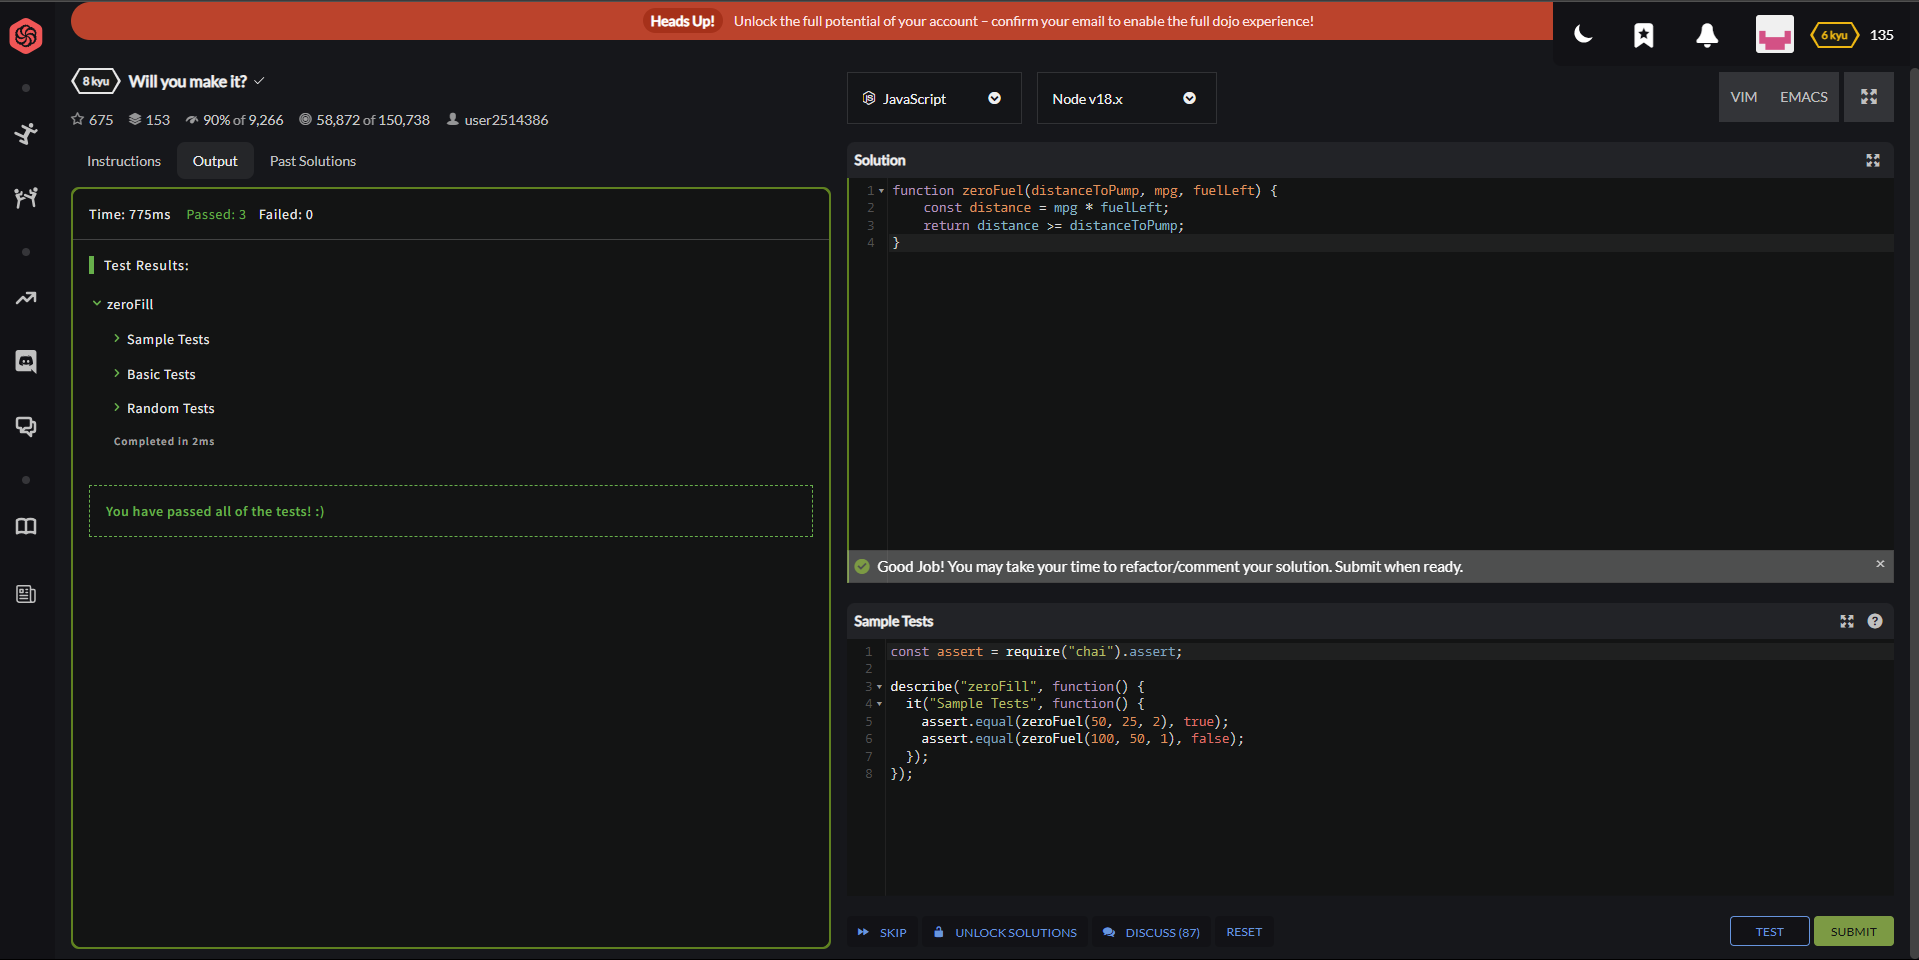 Heads Up! Unlock the full potential of your account – confirm your email to enable the full dojo experience!
6 kyu 135
8 kyu Will you make it?
675 153 90% of 9,266 58,872 of 150,738 user2514386
Instructions Output Past Solutions
Time: 775ms Passed: 3 Failed: 0
Test Results:
zeroFill
Sample Tests
Basic Tests
Random Tests
Completed in 2ms
You have passed all of the tests! :)
JavaScript Node v18.x VIM EMACS
Solution
1 function zeroFuel(distanceToPump, mpg, fuelLeft) {
2 const distance = mpg * fuelLeft;
3 return distance >= distanceToPump;
4 }
Good Job! You may take your time to refactor/comment your solution. Submit when ready. ×
Sample Tests ?
1 const assert = require("chai").assert;
2
3 describe("zeroFill", function() {
4 it("Sample Tests", function() {
5 assert.equal(zeroFuel(50, 25, 2), true);
6 assert.equal(zeroFuel(100, 50, 1), false);
7 });
8 });
SKIP UNLOCK SOLUTIONS DISCUSS (87) RESET TEST SUBMIT